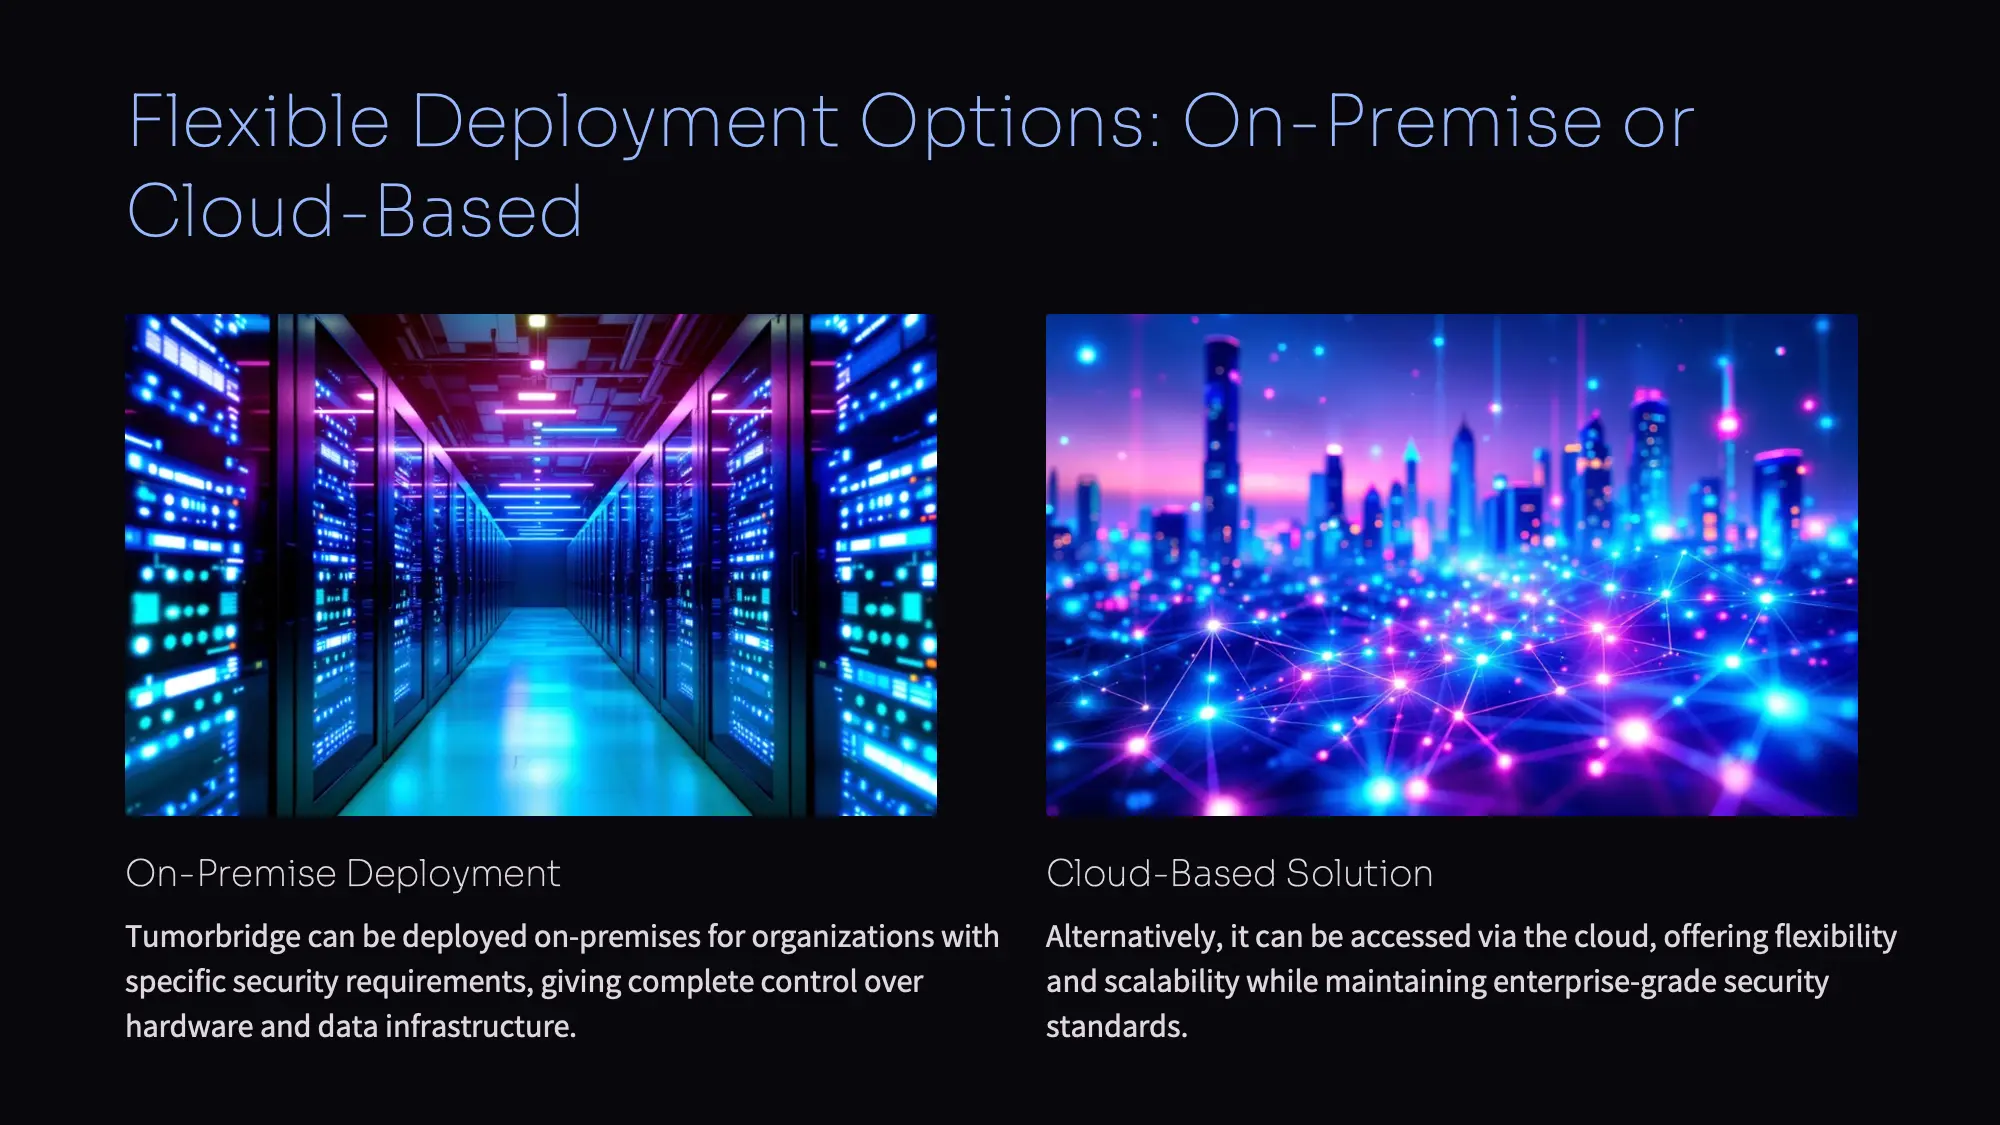 Flexible Deployment Options: On-Premise or
Cloud-Based
On-Premise Deployment
Tumorbridge can be deployed on-premises for organizations with
specific security requirements, giving complete control over
hardware and data infrastructure.
Cloud-Based Solution
Alternatively, it can be accessed via the cloud, offering flexibility
and scalability while maintaining enterprise-grade security
standards.